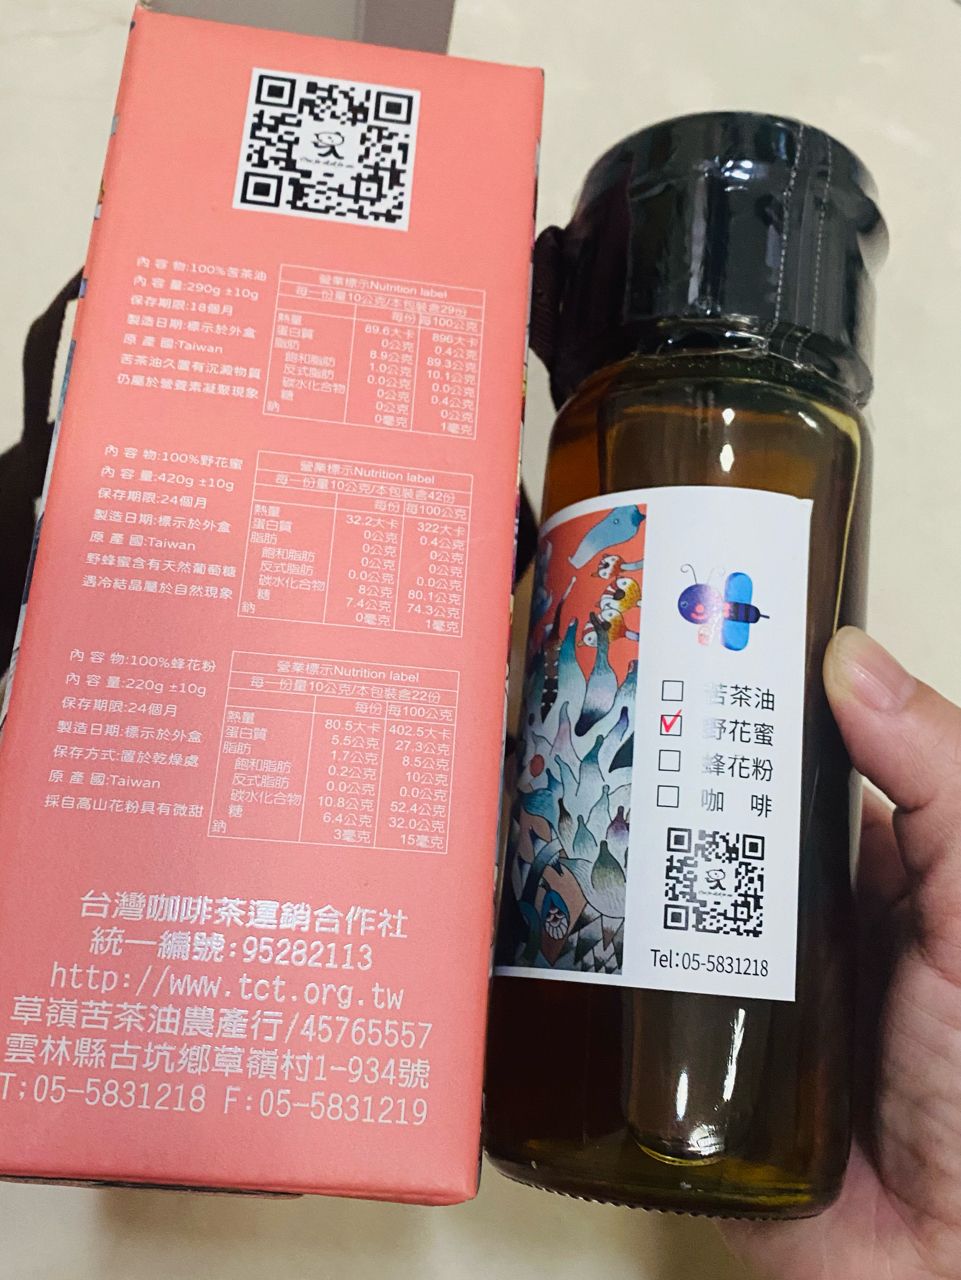 內 容 物:100%苦茶油
內 容 量:290g ±10g
保存期限:18個月
製造日期:標示於外盒
原 產 國:Taiwan
苦茶油久置有沉澱物質
仍屬於營養素凝聚現象
營業標示Nutrition label
每一份量10公克/本包裝含29份
每份 每100公克
熱量 89.6大卡 896大卡
蛋白質 0公克 0.4公克
脂肪 8.9公克 89.3公克
飽和脂肪 1.0公克 10.1公克
反式脂肪 0.0公克 0.0公克
碳水化合物 0公克 0.4公克
糖 0公克 0公克
鈉 0毫克 1毫克
內 容 物:100%野花蜜
內 容 量:420g ±10g
保存期限:24個月
製造日期:標示於外盒
原 產 國:Taiwan
野蜂蜜含有天然葡萄糖
遇冷結晶屬於自然現象
營業標示Nutrition label
每一份量10公克/本包裝含42份
每份 每100公克
熱量 32.2大卡 322大卡
蛋白質 0公克 0.4公克
脂肪 0公克 0公克
飽和脂肪 0公克 0公克
反式脂肪 0.0公克 0.0公克
碳水化合物 8公克 80.1公克
糖 7.4公克 74.3公克
鈉 0毫克 1毫克
內 容 物:100%蜂花粉
內 容 量:220g ±10g
保存期限:24個月
製造日期:標示於外盒
保存方式:置於乾燥處
原 產 國:Taiwan
採自高山花粉具有微甜
營業標示Nutrition label
每一份量10公克/本包裝含22份
每份 每100公克
熱量 80.5大卡 402.5大卡
蛋白質 5.5公克 27.3公克
脂肪 1.7公克 8.5公克
飽和脂肪 0.2公克 10公克
反式脂肪 0.0公克 0.0公克
碳水化合物 10.8公克 52.4公克
糖 6.4公克 32.0公克
鈉 3毫克 15毫克
台灣咖啡茶運銷合作社
統一編號:95282113
http://www.tct.org.tw
草嶺苦茶油農產行/45765557
雲林縣古坑鄉草嶺村1-934號
T;05-5831218 F:05-5831219
苦茶油
野花蜜
蜂花粉
咖 啡
Tel:05-5831218